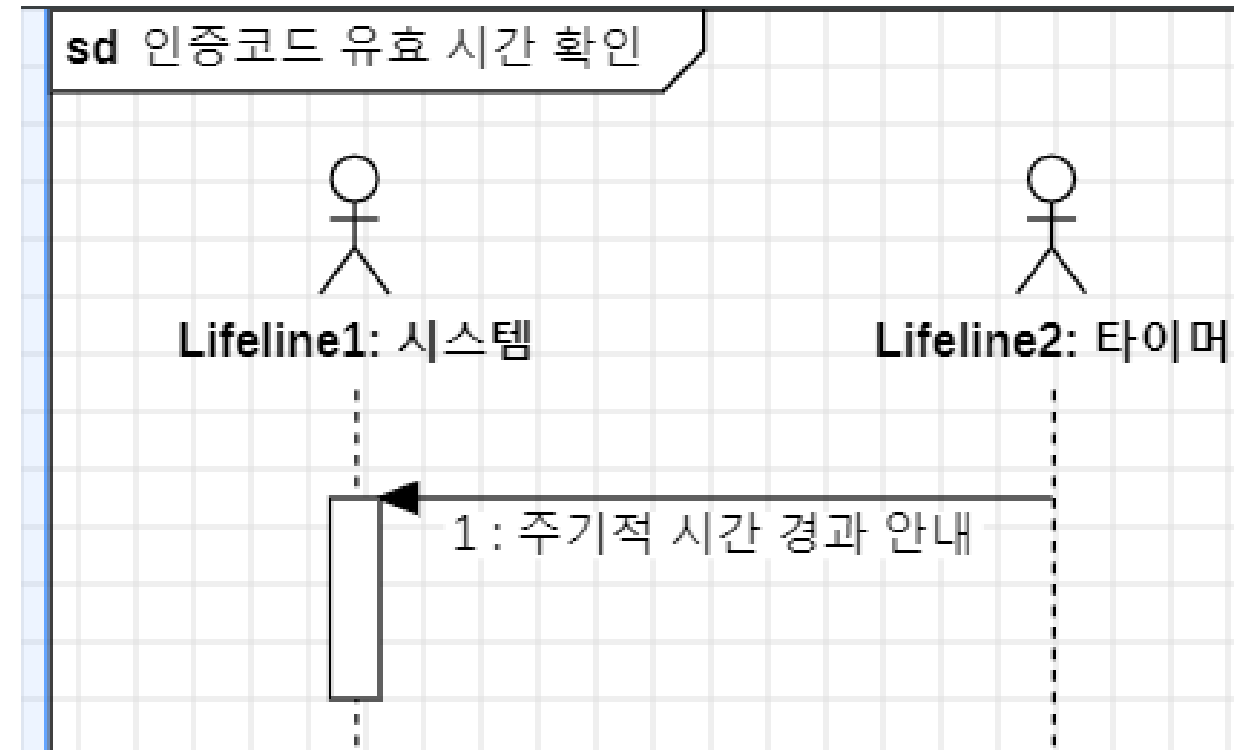 sd 인증코드 유효 시간 확인
Lifeline1: 시스템
Lifeline2: 타이머
1 : 주기적 시간 경과 안내